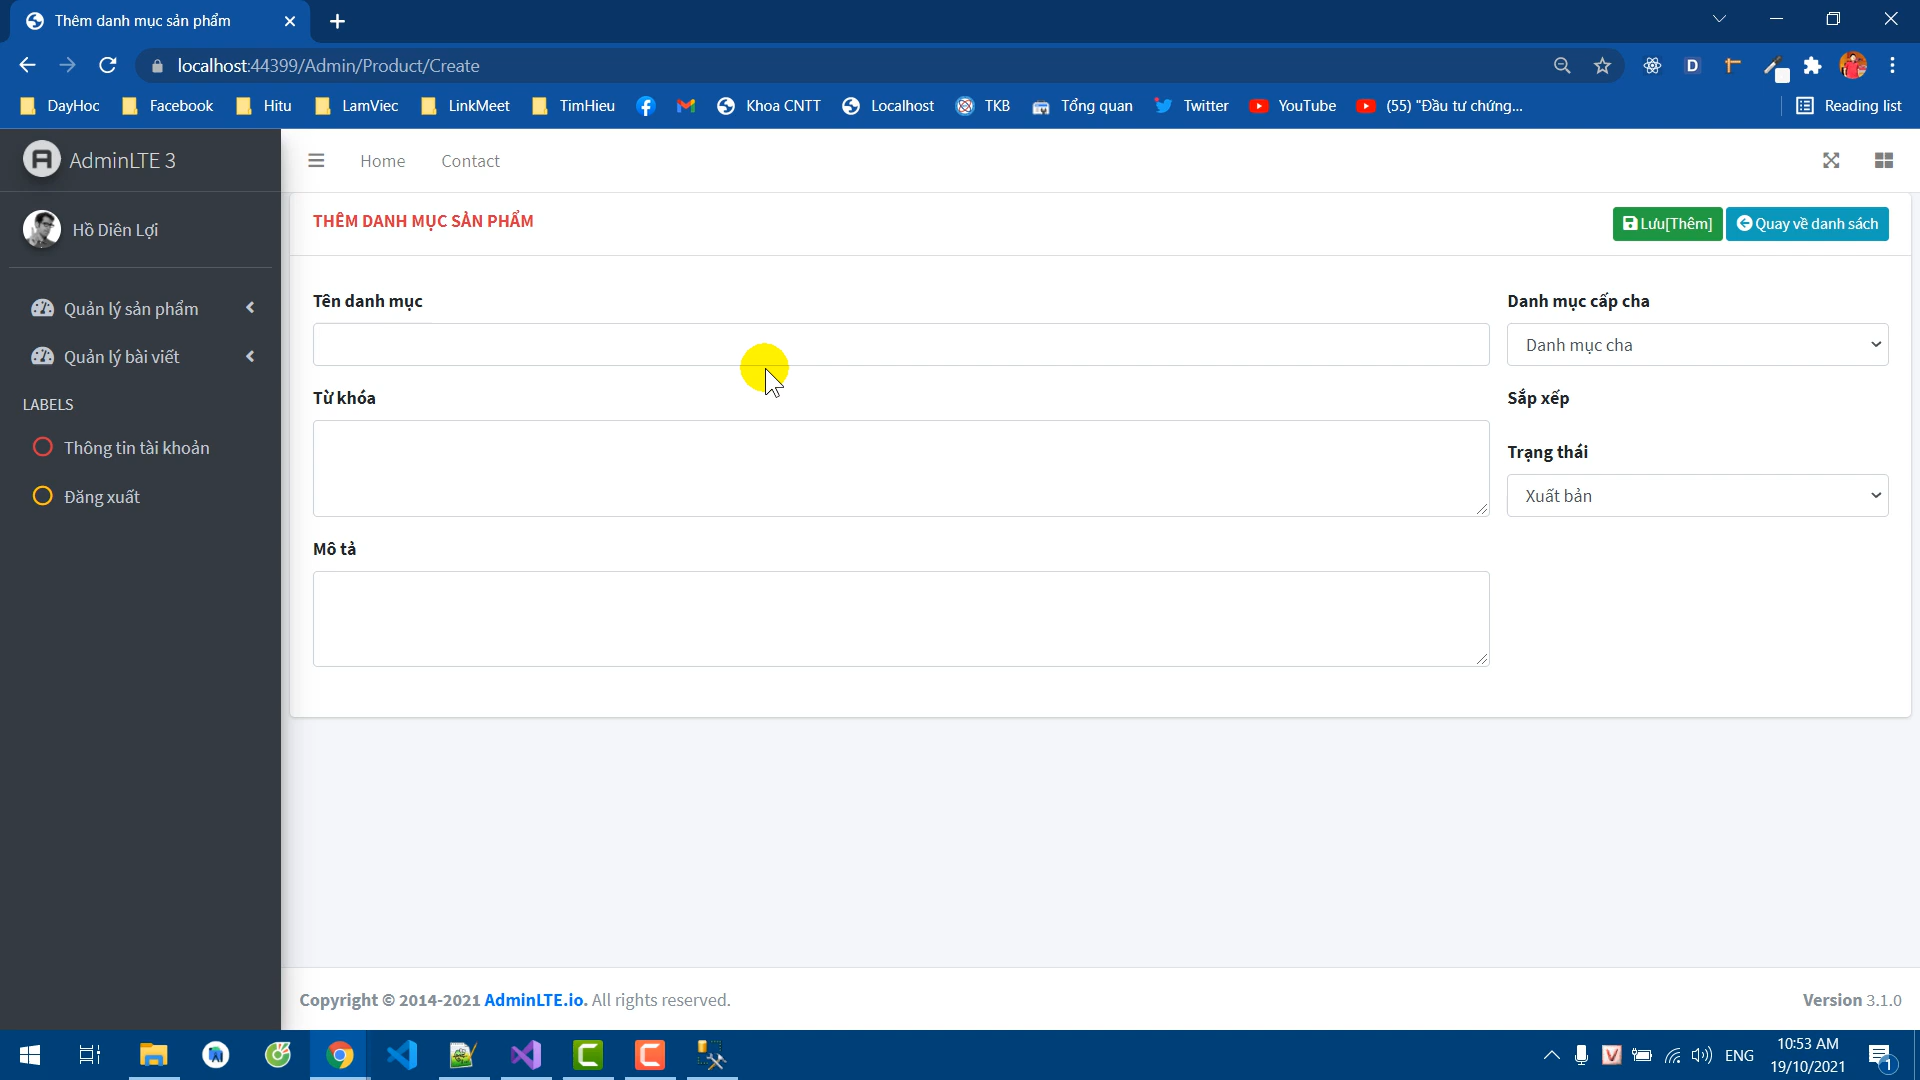 Thêm danh mục sản phẩm
localhost:44399/Admin/Product/Create
D
DayHoc
Facebook
Hitu
LamViec
LinkMeet
TimHieu
Khoa CNTT
Localhost
TKB
Tổng quan
Twitter
YouTube
(55) "Đầu tư chứng...
Reading list
AdminLTE 3
Home
Contact
Hồ Diên Lợi
THÊM DANH MỤC SẢN PHẨM
Lưu[Thêm]
Quay về danh sách
Quản lý sản phẩm
Quản lý bài viết
LABELS
Thông tin tài khoản
Đăng xuất
Tên danh mục
Từ khóa
Mô tả
Danh mục cấp cha
Danh mục cha
Sắp xếp
Trạng thái
Xuất bản
Copyright © 2014-2021 AdminLTE.io. All rights reserved.
Version 3.1.0
ENG
10:53 AM
19/10/2021
1